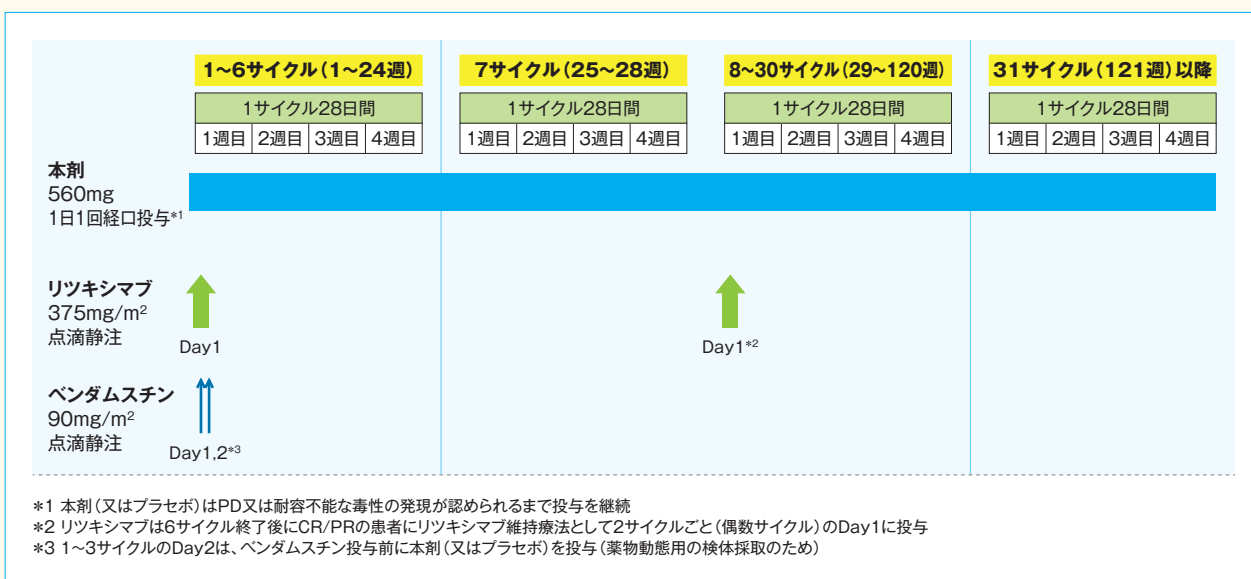 1～6サイクル（1～24週） 7サイクル（25～28週） 8～30サイクル（29～120週） 31サイクル（121週）以降
1サイクル28日間 1サイクル28日間 1サイクル28日間 1サイクル28日間
1週目 2週目 3週目 4週目 1週目 2週目 3週目 4週目 1週目 2週目 3週目 4週目 1週目 2週目 3週目 4週目
本剤
560mg
1日1回経口投与*1
リツキシマブ
375mg/m2
点滴静注
Day1 Day1*2
ベンダムスチン
90mg/m2
点滴静注
Day1,2*3
*1 本剤（又はプラセボ）はPD又は耐容不能な毒性の発現が認められるまで投与を継続
*2 リツキシマブは6サイクル終了後にCR/PRの患者にリツキシマブ維持療法として2サイクルごと（偶数サイクル）のDay1に投与
*3 1～3サイクルのDay2は、ベンダムスチン投与前に本剤（又はプラセボ）を投与（薬物動態用の検体採取のため）